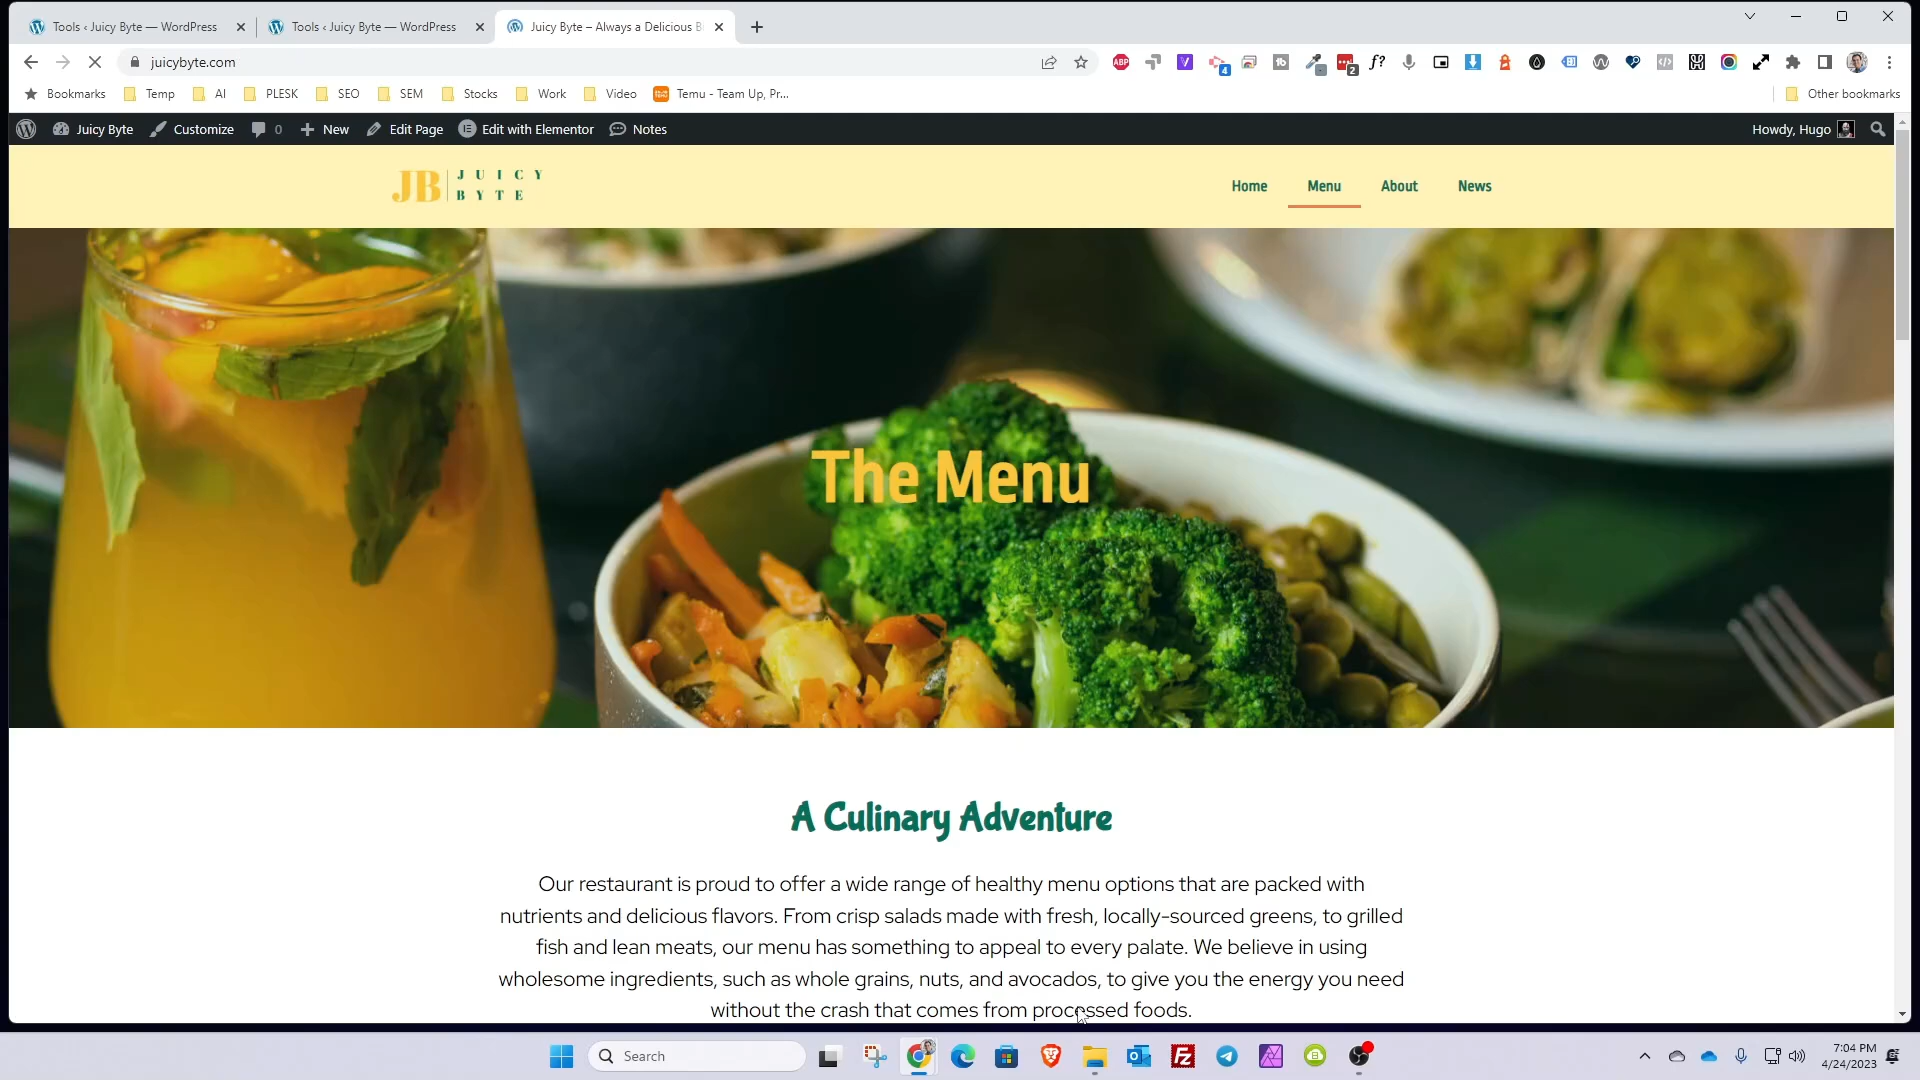 Tools ‹ Juicy Byte — WordPress
Tools ‹ Juicy Byte — WordPress
Juicy Byte – Always a Delicious B
juicybyte.com
ABP
4
2
f?
Bookmarks
Temp
AI
PLESK
SEO
SEM
Stocks
Work
Video
Temu - Team Up, Pr...
Other bookmarks
Juicy Byte
Customize
0
New
Edit Page
Edit with Elementor
Notes
Howdy, Hugo
JB JUICY
BYTE
Home
Menu
About
News
The Menu
A Culinary Adventure
Our restaurant is proud to offer a wide range of healthy menu options that are packed with
nutrients and delicious flavors. From crisp salads made with fresh, locally-sourced greens, to grilled
fish and lean meats, our menu has something to appeal to every palate. We believe in using
wholesome ingredients, such as whole grains, nuts, and avocados, to give you the energy you need
without the crash that comes from processed foods.
Search
7:04 PM
4/24/2023